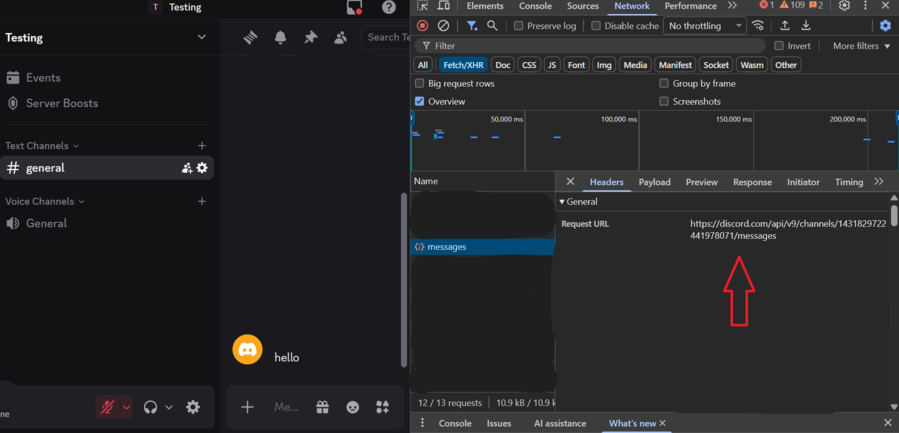 T Testing
Elements Console Sources Network Performance 1 109 2
Testing
Search Te
Preserve log Disable cache No throttling
Filter Invert More filters
All Fetch/XHR Doc CSS JS Font Img Media Manifest Socket Wasm Other
Events
Big request rows Group by frame
Server Boosts
Overview Screenshots
50,000 ms 100,000 ms 150,000 ms 200,000 ms
Text Channels
# general
Name Headers Payload Preview Response Initiator Timing
Voice Channels
General
General
Request URL https://discord.com/api/v9/channels/1431829722
441978071/messages
messages
hello
Me...
ne
12 / 13 requests 10.9 kB / 10.9 k
Console Issues AI assistance What's new